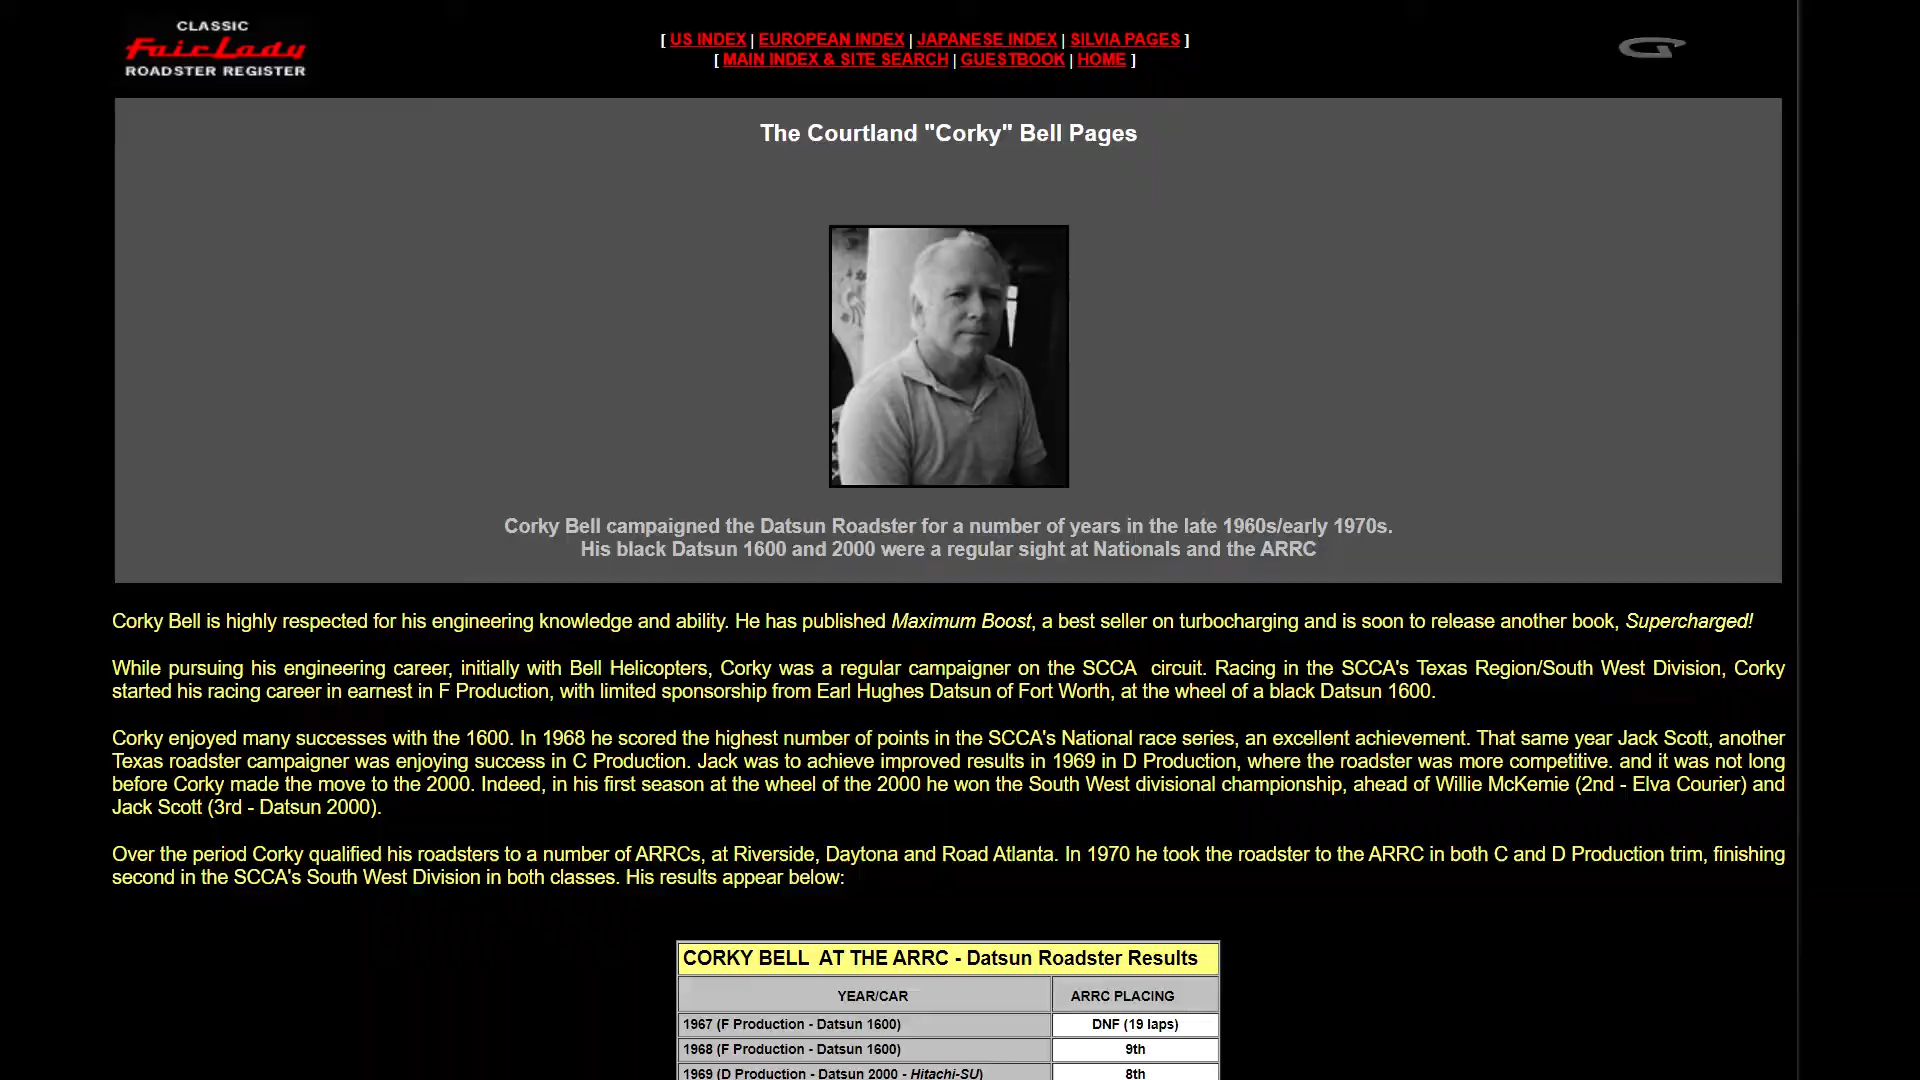 CLASSIC
FairLady
ROADSTER REGISTER
[ US INDEX | EUROPEAN INDEX | JAPANESE INDEX | SILVIA PAGES ]
[ MAIN INDEX & SITE SEARCH | GUESTBOOK | HOME ]
The Courtland "Corky" Bell Pages
Corky Bell campaigned the Datsun Roadster for a number of years in the late 1960s/early 1970s.
His black Datsun 1600 and 2000 were a regular sight at Nationals and the ARRC
Corky Bell is highly respected for his engineering knowledge and ability. He has published Maximum Boost, a best seller on turbocharging and is soon to release another book, Supercharged!
While pursuing his engineering career, initially with Bell Helicopters, Corky was a regular campaigner on the SCCA circuit. Racing in the SCCA's Texas Region/South West Division, Corky
started his racing career in earnest in F Production, with limited sponsorship from Earl Hughes Datsun of Fort Worth, at the wheel of a black Datsun 1600.
Corky enjoyed many successes with the 1600. In 1968 he scored the highest number of points in the SCCA's National race series, an excellent achievement. That same year Jack Scott, another
Texas roadster campaigner was enjoying success in C Production. Jack was to achieve improved results in 1969 in D Production, where the roadster was more competitive. and it was not long
before Corky made the move to the 2000. Indeed, in his first season at the wheel of the 2000 he won the South West divisional championship, ahead of Willie McKemie (2nd - Elva Courier) and
Jack Scott (3rd - Datsun 2000).
Over the period Corky qualified his roadsters to a number of ARRCs, at Riverside, Daytona and Road Atlanta. In 1970 he took the roadster to the ARRC in both C and D Production trim, finishing
second in the SCCA's South West Division in both classes. His results appear below:
CORKY BELL AT THE ARRC - Datsun Roadster Results
YEAR/CAR ARRC PLACING
1967 (F Production - Datsun 1600) DNF (19 laps)
1968 (F Production - Datsun 1600) 9th
1969 (D Production - Datsun 2000 - Hitachi-SU) 8th